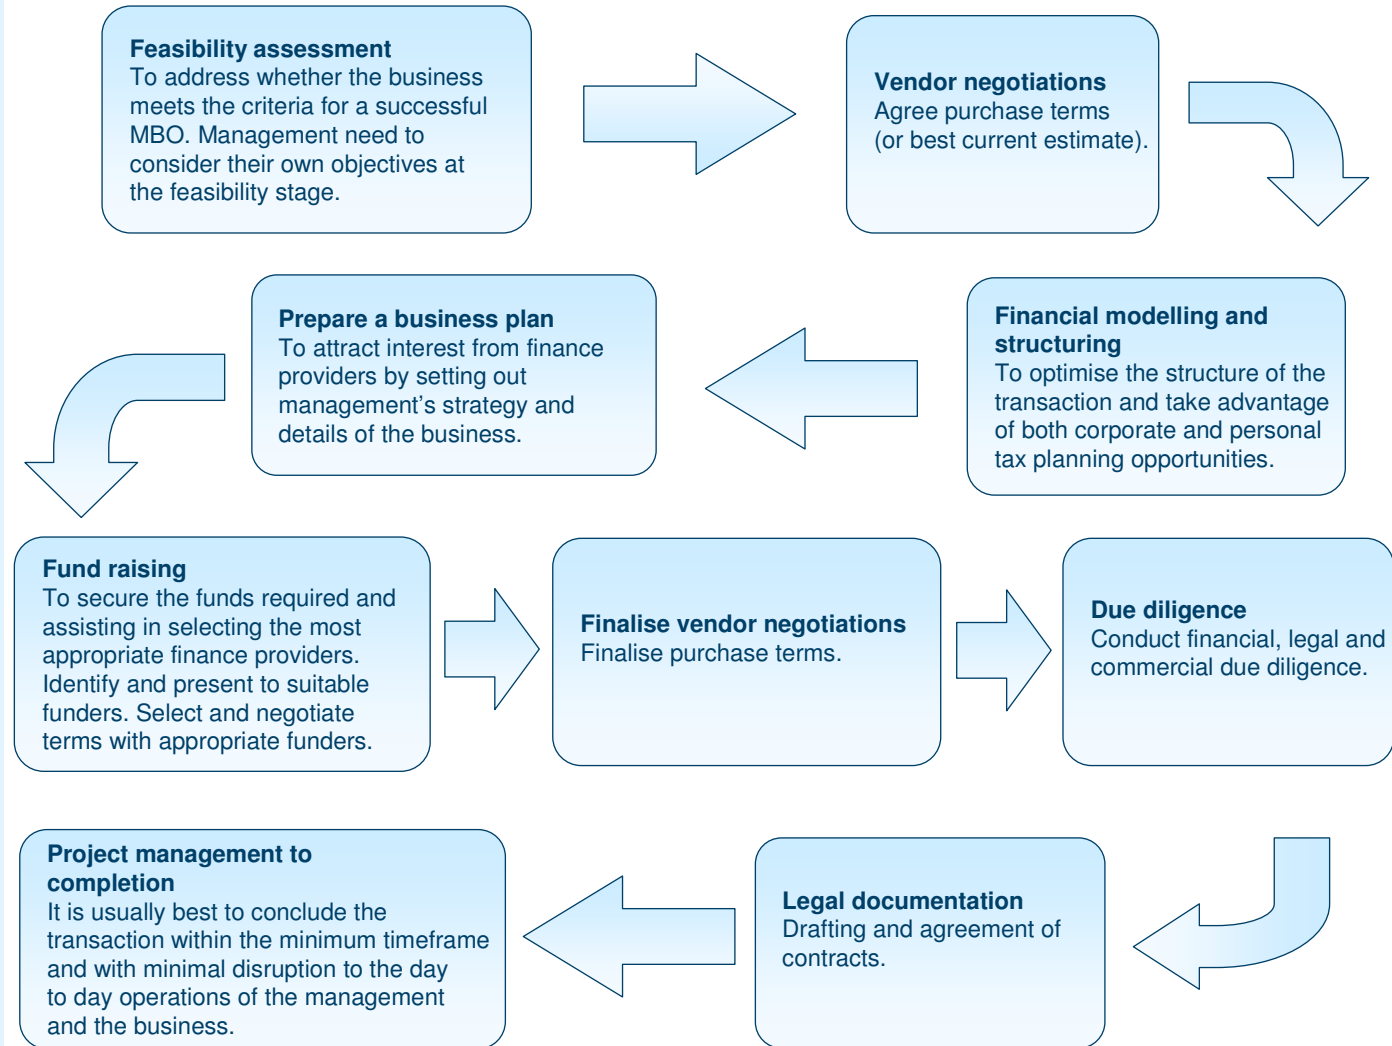 Feasibility assessment
To address whether the business
meets the criteria for a successful
MBO. Management need to
consider their own objectives at
the feasibility stage.
Vendor negotiations
Agree purchase terms
(or best current estimate).
Financial modelling and
structuring
To optimise the structure of the
transaction and take advantage
of both corporate and personal
tax planning opportunities.
Prepare a business plan
To attract interest from finance
providers by setting out
management’s strategy and
details of the business.
Fund raising
To secure the funds required and
assisting in selecting the most
appropriate finance providers.
Identify and present to suitable
funders. Select and negotiate
terms with appropriate funders.
Finalise vendor negotiations
Finalise purchase terms.
Due diligence
Conduct financial, legal and
commercial due diligence.
Legal documentation
Drafting and agreement of
contracts.
Project management to
completion
It is usually best to conclude the
transaction within the minimum timeframe
and with minimal disruption to the day
to day operations of the management
and the business.